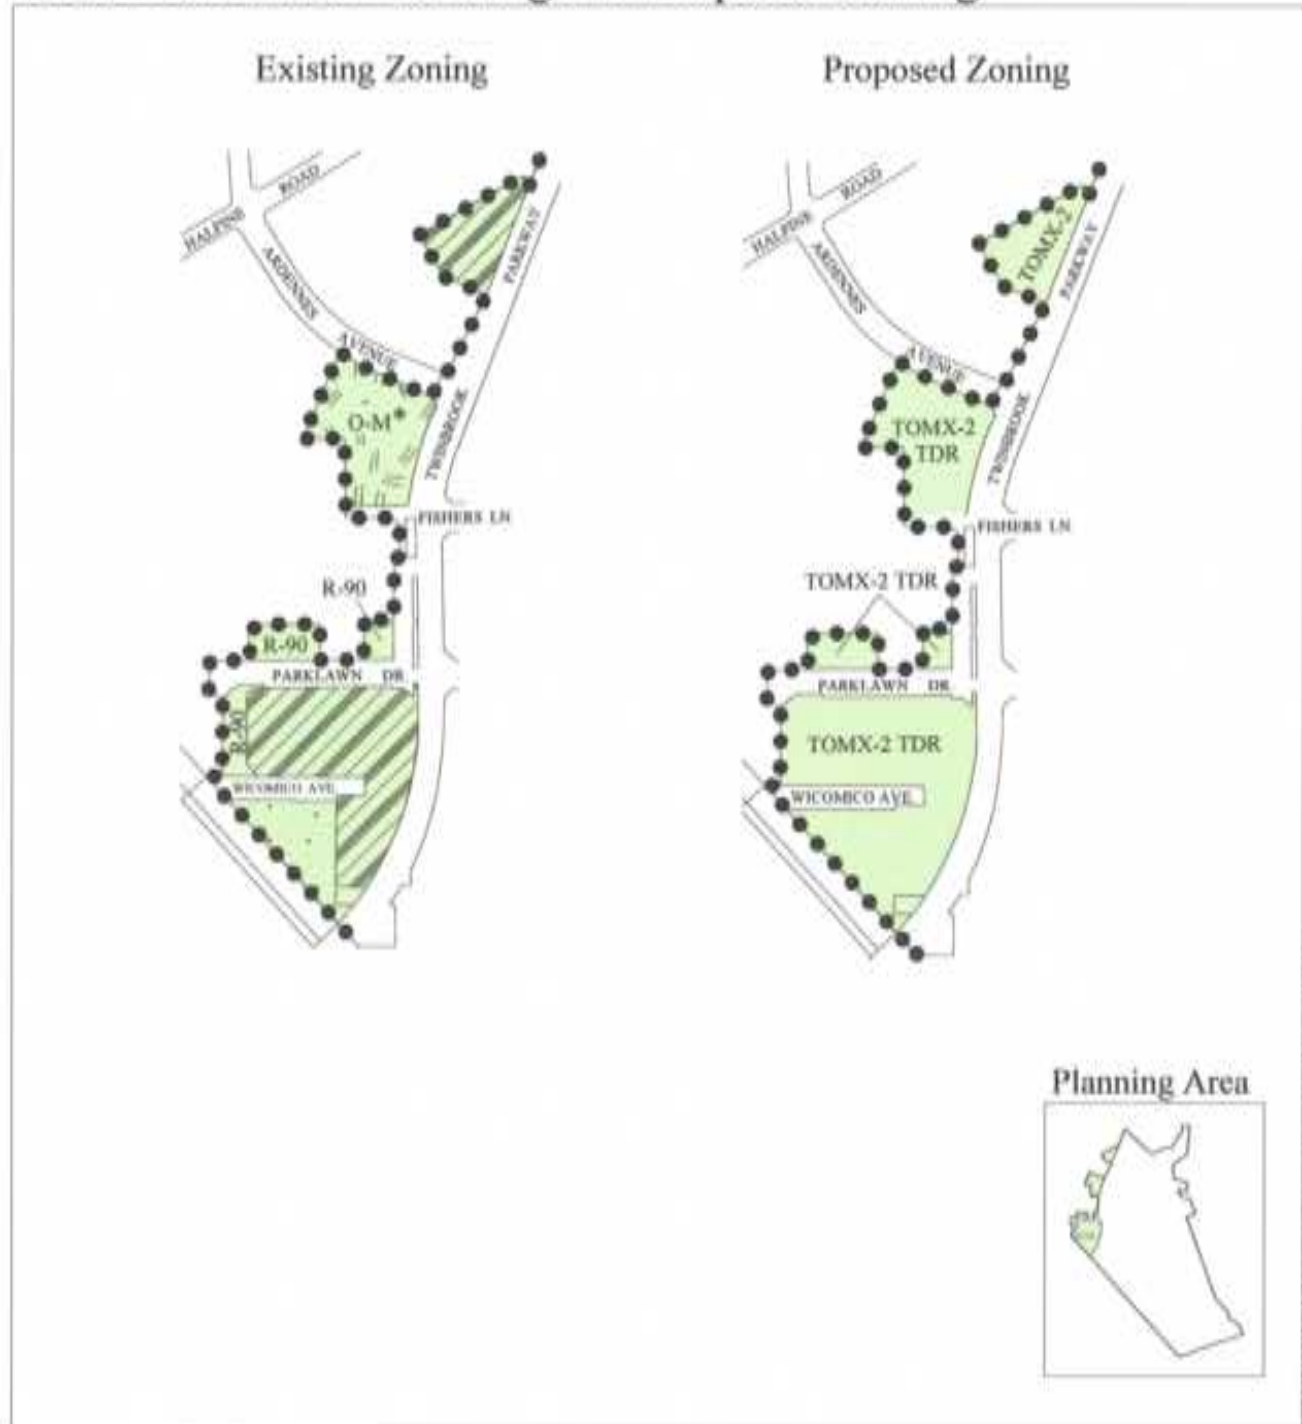 Existing Zoning
HALPINE ROAD
ARDENNES AVENUE
TWINBROOK PARKWAY
O-M*
FISHERS LN
R-90
R-90
PARKLAWN DR
R-90
WICOMICO AVE
Proposed Zoning
HALPINE ROAD
ARDENNES AVENUE
TWINBROOK PARKWAY
TOMX-2
TOMX-2
TDR
FISHERS LN
TOMX-2 TDR
PARKLAWN DR
TOMX-2 TDR
WICOMICO AVE
Planning Area